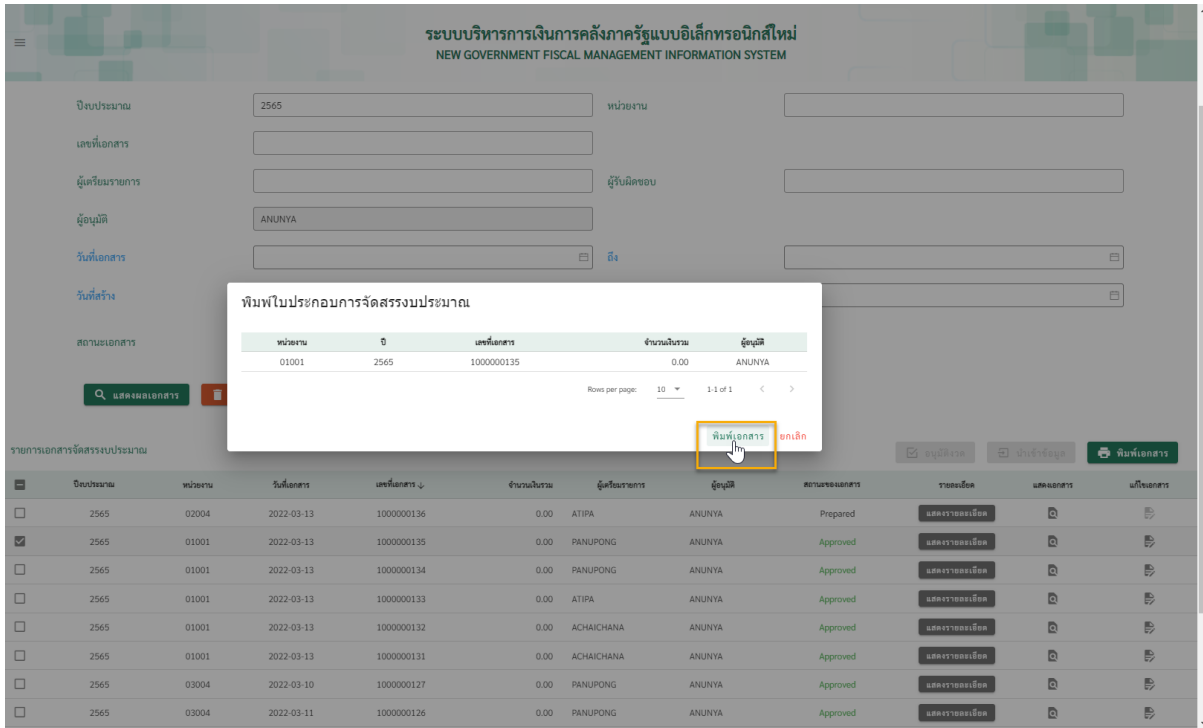 ระบบบริหารการเงินการคลังภาครัฐแบบอิเล็กทรอนิกส์ใหม่
NEW GOVERNMENT FISCAL MANAGEMENT INFORMATION SYSTEM
ปีงบประมาณ 2565 หน่วยงาน
เลขที่เอกสาร
ผู้เตรียมรายการ ผู้รับผิดชอบ
ผู้อนุมัติ ANUNYA
วันที่เอกสาร ถึง
วันที่สร้าง
สถานะเอกสาร
พิมพ์ใบประกอบการจัดสรรงบประมาณ
หน่วยงาน ปี เลขที่เอกสาร จำนวนเงินรวม ผู้อนุมัติ
01001 2565 1000000135 0.00 ANUNYA
Rows per page: 10 1-1 of 1
พิมพ์เอกสาร ยกเลิก
แสดงผลเอกสาร
รายการเอกสารจัดสรรงบประมาณ อนุมัติงวด นำเข้าข้อมูล พิมพ์เอกสาร
ปีงบประมาณ หน่วยงาน วันที่เอกสาร เลขที่เอกสาร จำนวนเงินรวม ผู้เตรียมรายการ ผู้อนุมัติ สถานะของเอกสาร รายละเอียด แสดงเอกสาร แก้ไขเอกสาร
2565 02004 2022-03-13 1000000136 0.00 ATIPA ANUNYA Prepared แสดงรายละเอียด
2565 01001 2022-03-13 1000000135 0.00 PANUPONG ANUNYA Approved แสดงรายละเอียด
2565 01001 2022-03-13 1000000134 0.00 PANUPONG ANUNYA Approved แสดงรายละเอียด
2565 01001 2022-03-13 1000000133 0.00 ATIPA ANUNYA Approved แสดงรายละเอียด
2565 01001 2022-03-13 1000000132 0.00 ACHAICHANA ANUNYA Approved แสดงรายละเอียด
2565 01001 2022-03-13 1000000131 0.00 ACHAICHANA ANUNYA Approved แสดงรายละเอียด
2565 03004 2022-03-10 1000000127 0.00 PANUPONG ANUNYA Approved แสดงรายละเอียด
2565 03004 2022-03-11 1000000126 0.00 PANUPONG ANUNYA Approved แสดงรายละเอียด